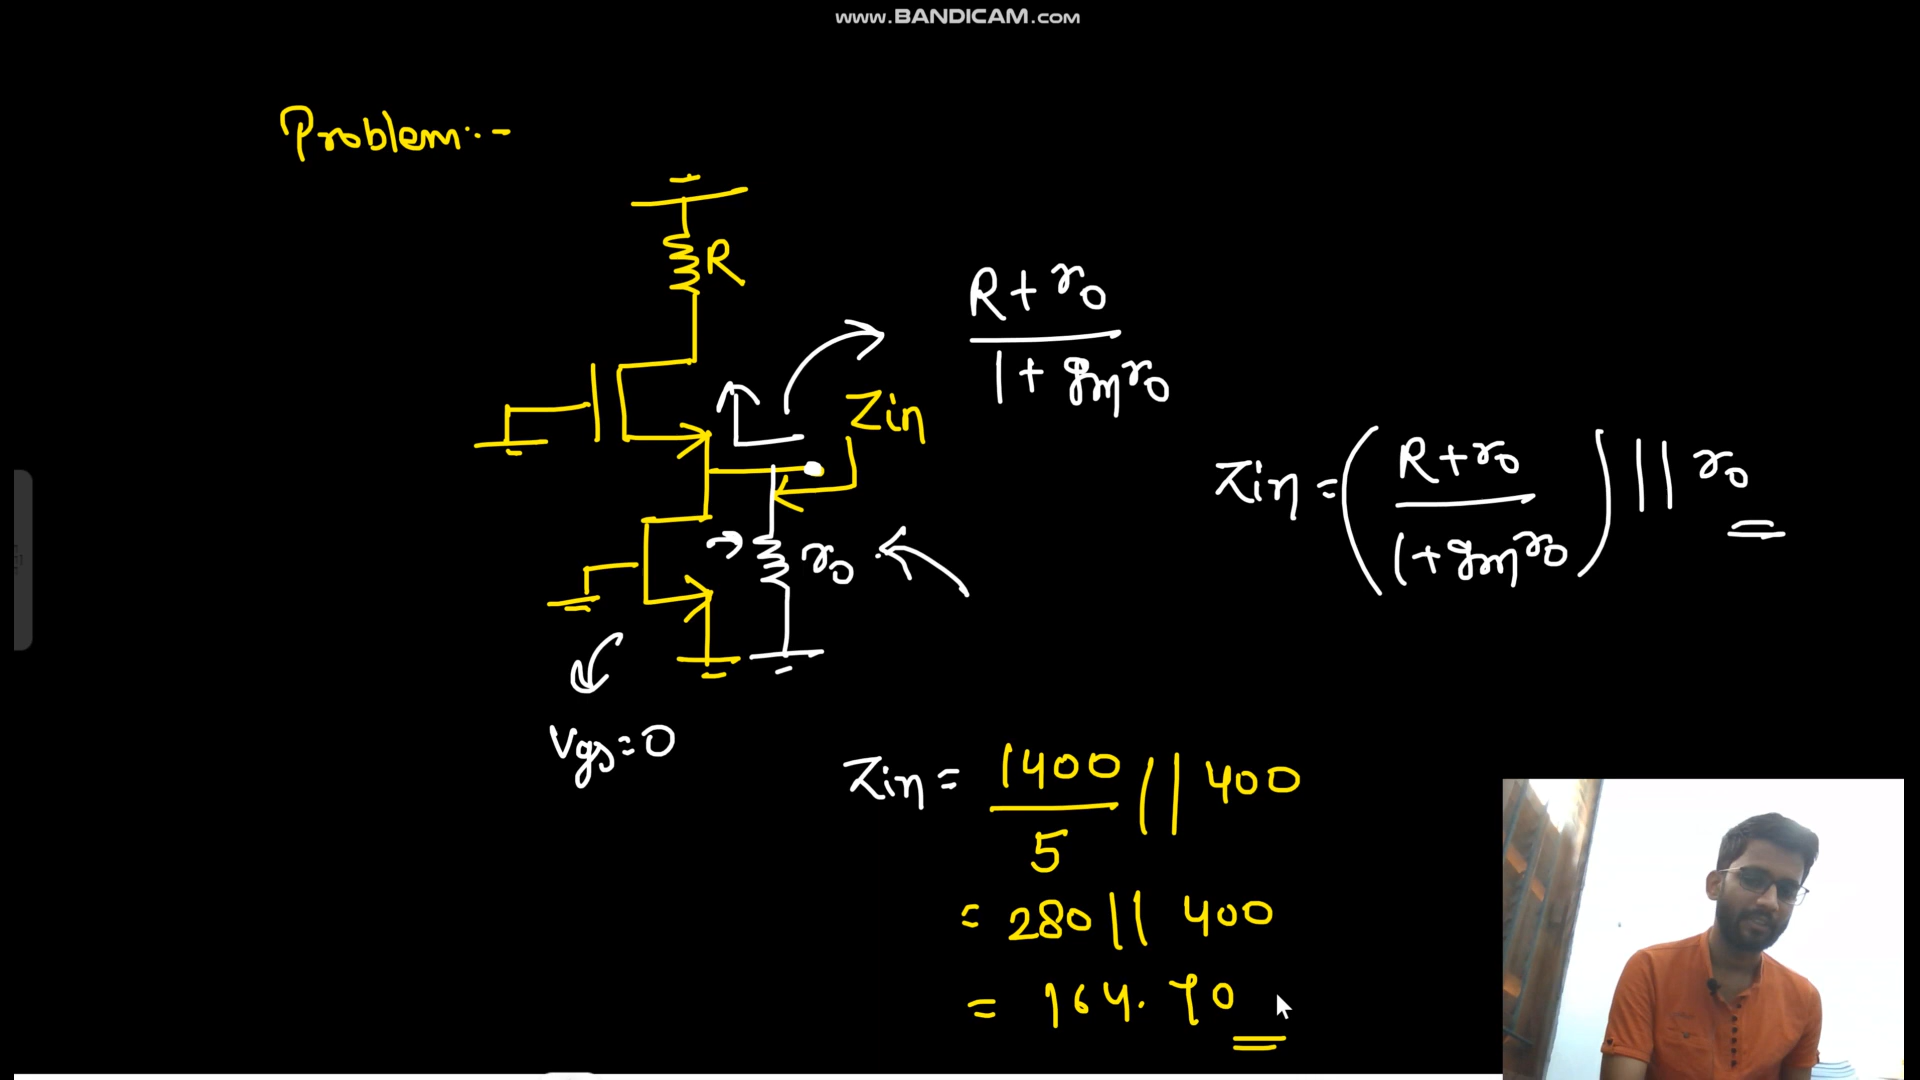 www.BANDICAM.com
Problem:-
R
R + r0
1 + gmr0
Zin
Zin = ( R+r0 / 1+gmr0 ) || r0
r0
Vgs=0
Zin = 1400 / 5 || 400
= 280 || 400
= 164.70